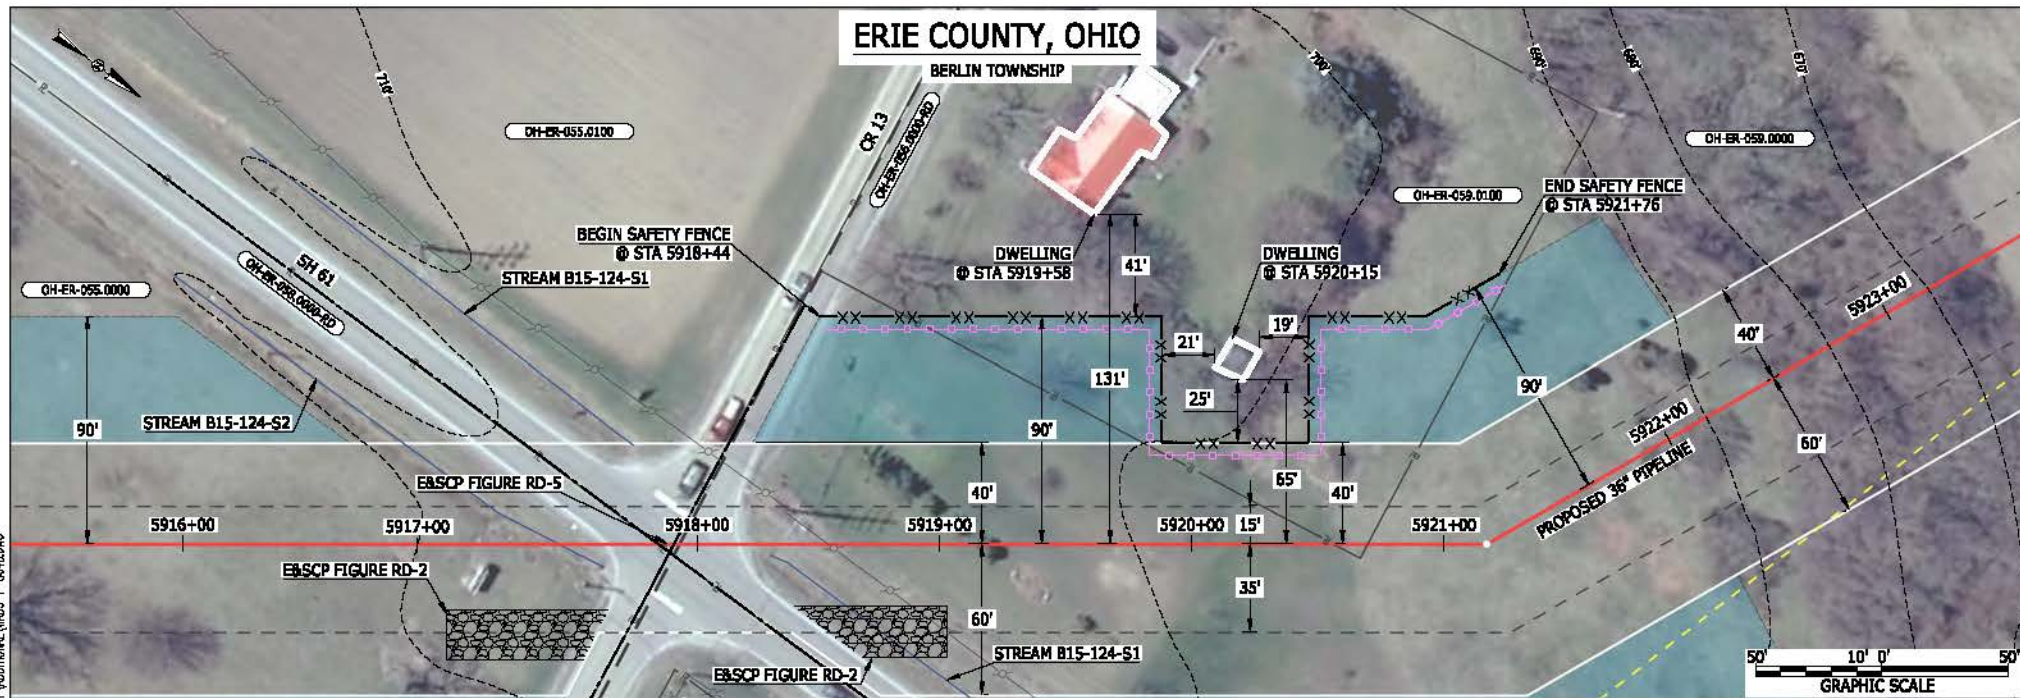 ERIE COUNTY, OHIO
BERLIN TOWNSHIP
710'
700'
690'
680'
670'
OH-ER-055.0100
CR 13
OH-ER-056.0000-RD
OH-ER-059.0000
OH-ER-059.0100
END SAFETY FENCE
@ STA 5921+76
BEGIN SAFETY FENCE
@ STA 5918+44
DWELLING
@ STA 5919+58
DWELLING
@ STA 5920+15
41'
SH 61
OH-ER-058.0000-RD
STREAM B15-124-S1
OH-ER-055.0000
5923+00
21'
19'
40'
131'
90'
25'
STREAM B15-124-S2
90'
90'
5922+00
60'
PROPOSED 36" PIPELINE
E&SCP FIGURE RD-5
40'
65'
40'
5916+00
5917+00
5918+00
5919+00
5920+00
15'
5921+00
E&SCP FIGURE RD-2
35'
60'
STREAM B15-124-S1
E&SCP FIGURE RD-2
50' 10' 0' 50'
GRAPHIC SCALE